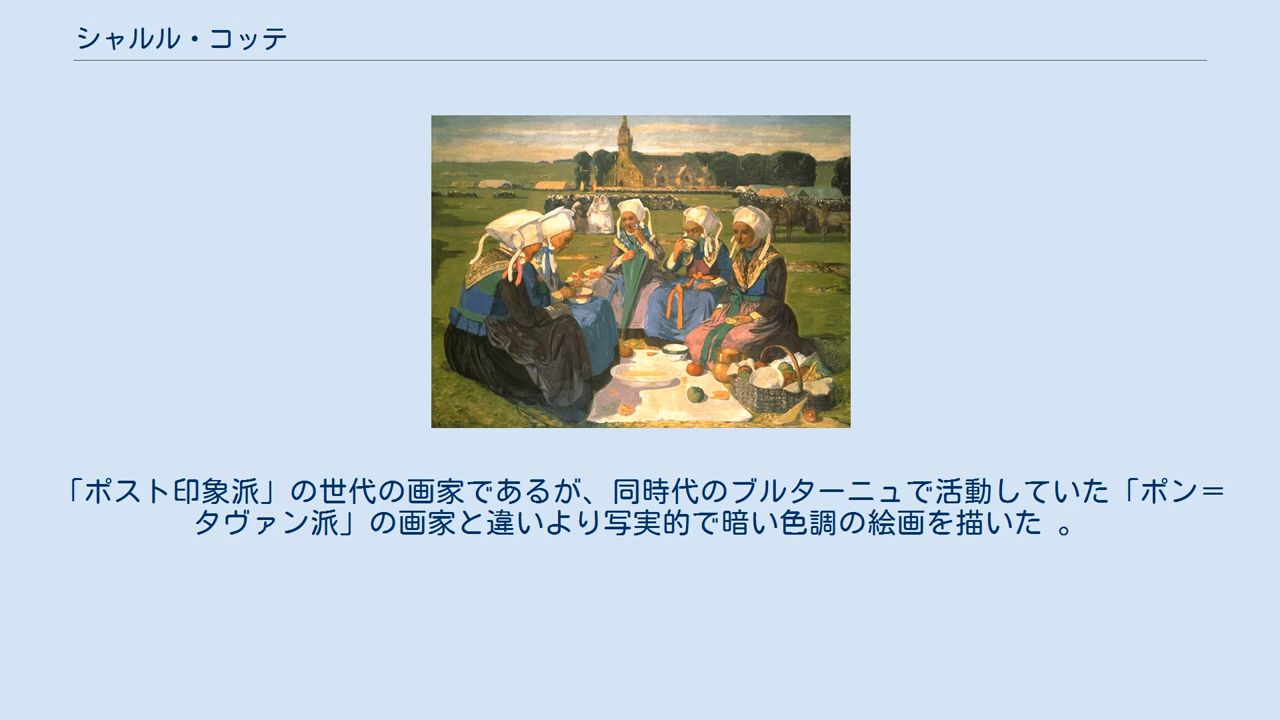 シャルル・コッテ
「ポスト印象派」の世代の画家であるが、同時代のブルターニュで活動していた「ポン＝
タヴァン派」の画家と違いより写実的で暗い色調の絵画を描いた 。